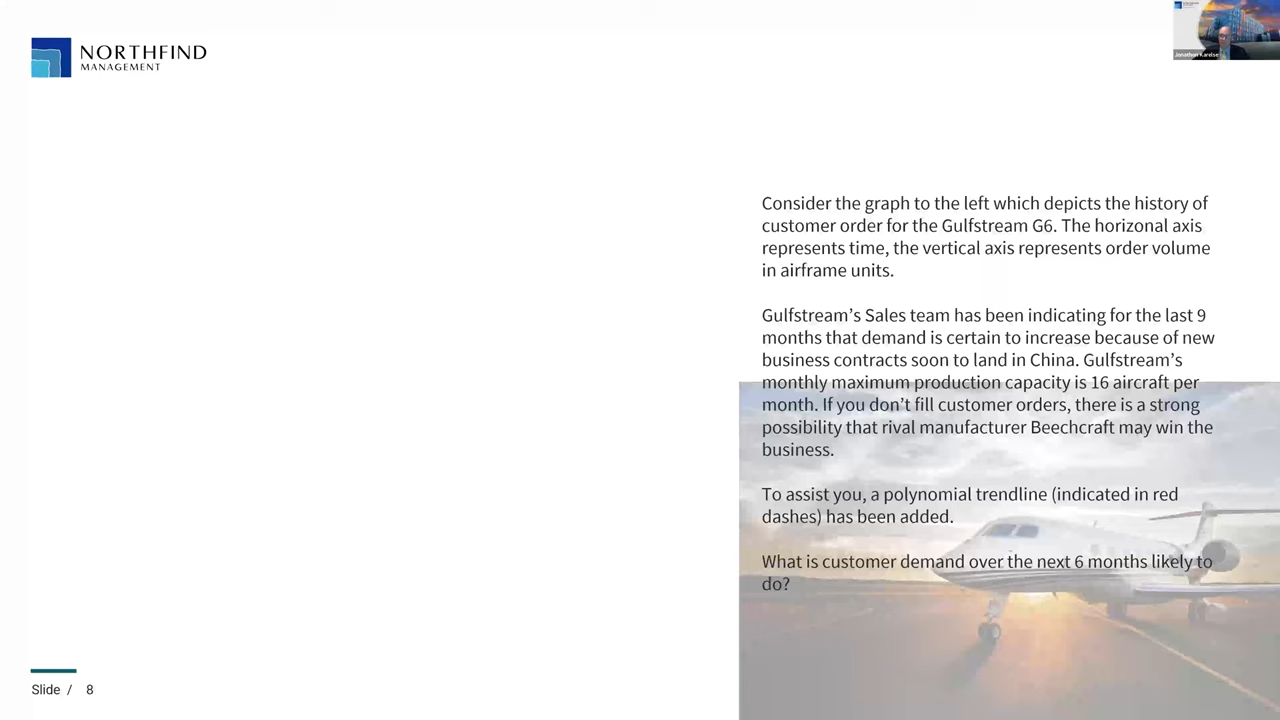 NORTHFIND
MANAGEMENT
Jonathon Karelse
Consider the graph to the left which depicts the history of
customer order for the Gulfstream G6. The horizonal axis
represents time, the vertical axis represents order volume
in airframe units.
Gulfstream’s Sales team has been indicating for the last 9
months that demand is certain to increase because of new
business contracts soon to land in China. Gulfstream’s
monthly maximum production capacity is 16 aircraft per
month. If you don’t fill customer orders, there is a strong
possibility that rival manufacturer Beechcraft may win the
business.
To assist you, a polynomial trendline (indicated in red
dashes) has been added.
What is customer demand over the next 6 months likely to
do?
Slide / 8